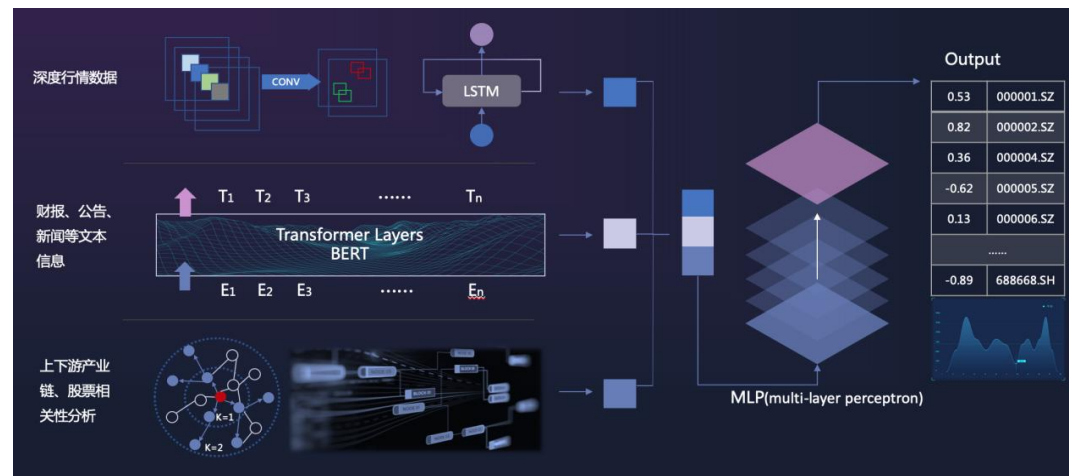 深度行情数据
CONV
LSTM
财报、公告、
新闻等文本
信息
T1 T2 T3 …… Tn
Transformer Layers
BERT
E1 E2 E3 …… En
上下游产业
链、股票相
关性分析
K=1
K=2
MLP(multi-layer perceptron)
Output
0.53 000001.SZ
0.82 000002.SZ
0.36 000004.SZ
-0.62 000005.SZ
0.13 000006.SZ
……
-0.89 688668.SH